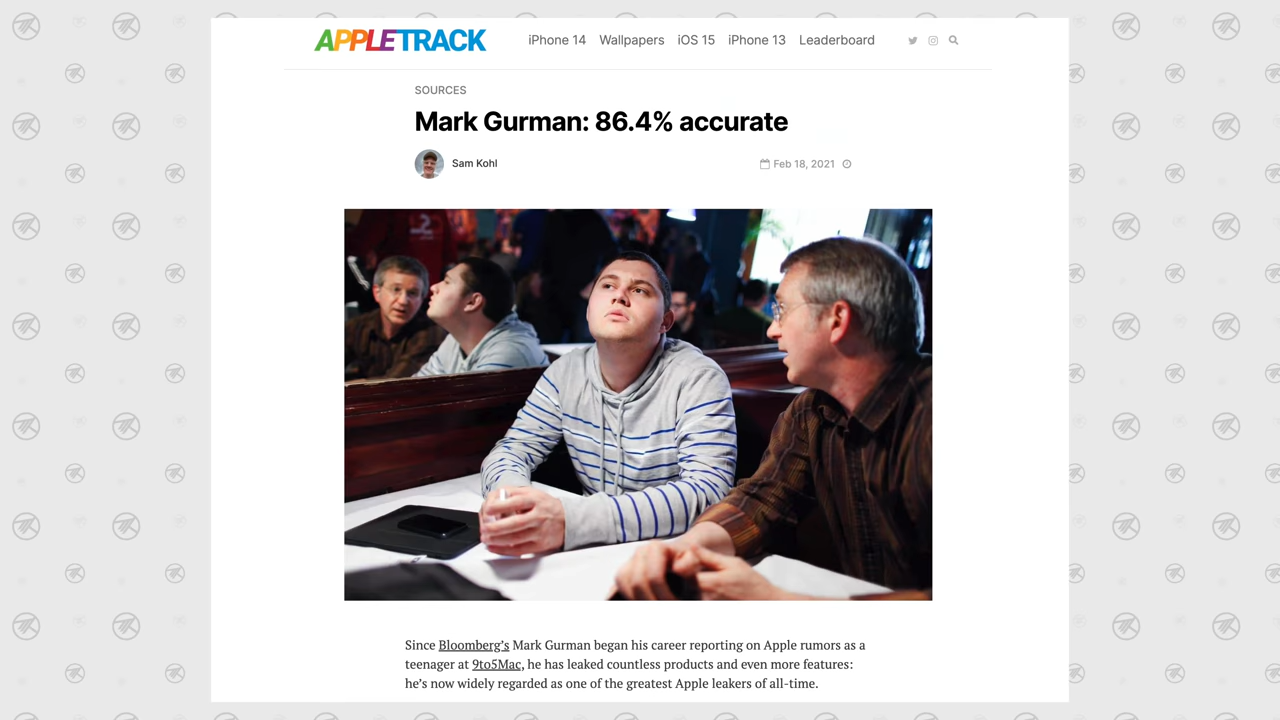 APPLETRACK
iPhone 14 Wallpapers iOS 15 iPhone 13 Leaderboard
SOURCES
Mark Gurman: 86.4% accurate
Sam Kohl
Feb 18, 2021
Since Bloomberg's Mark Gurman began his career reporting on Apple rumors as a
teenager at 9to5Mac, he has leaked countless products and even more features:
he's now widely regarded as one of the greatest Apple leakers of all-time.